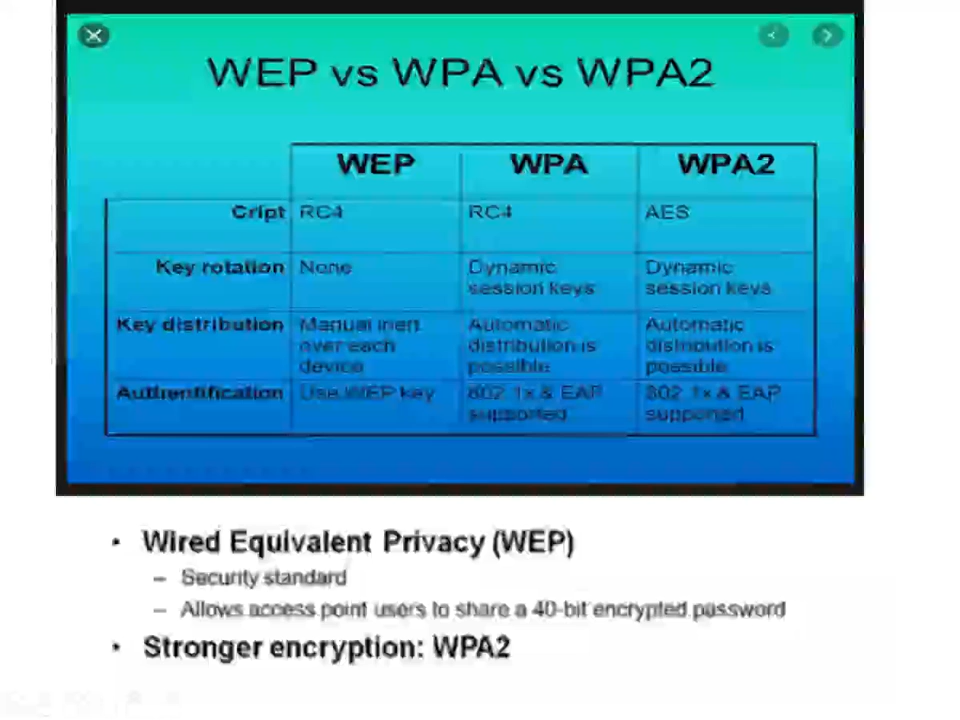 WEP vs WPA vs WPA2
WEP WPA WPA2
Cript RC4 RC4 AES
Key rotation None Dynamic session keys Dynamic session keys
Key distribution Manual inert over each device Automatic distribution is possible Automatic distribution is possible
Authentification Use WEP key 802.1x & EAP supported 802.1x & EAP supported
• Wired Equivalent Privacy (WEP)
– Security standard
– Allows access point users to share a 40-bit encrypted password
• Stronger encryption: WPA2